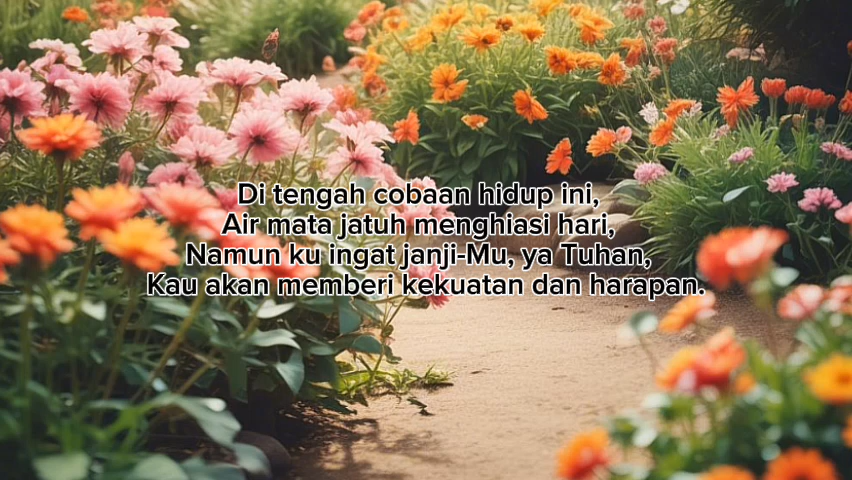 Di tengah cobaan hidup ini,
Air mata jatuh menghiasi hari,
Namun ku ingat janji-Mu, ya Tuhan,
Kau akan memberi kekuatan dan harapan.